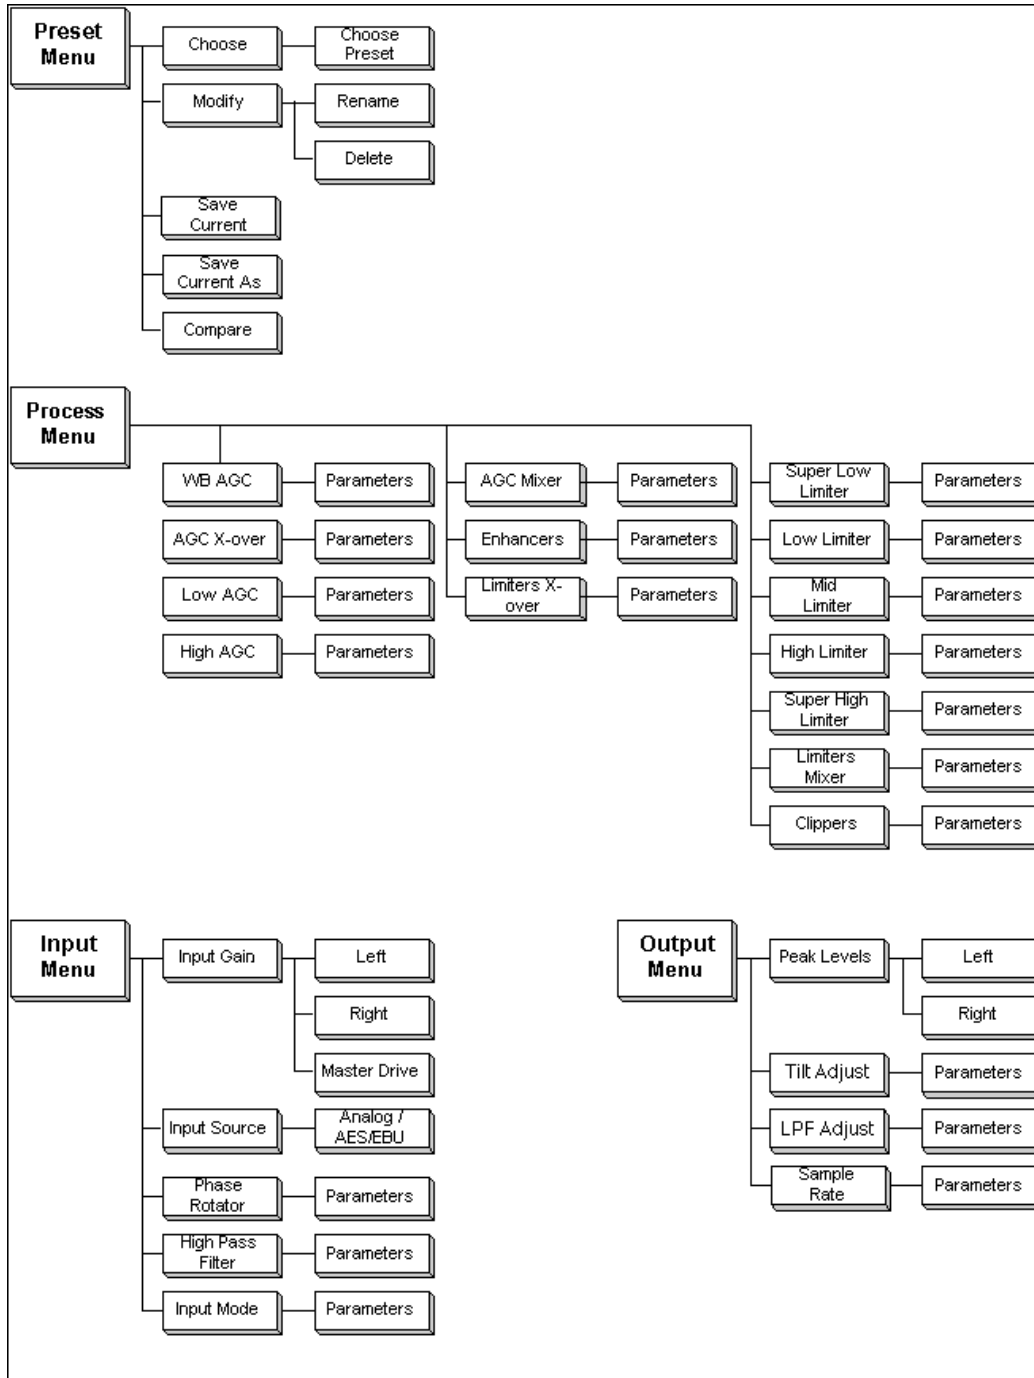 Preset
Menu
Choose
Choose
Preset
Modify
Rename
Delete
Save
Current
Save
Current As
Compare
Process
Menu
WB AGC
Parameters
AGC X-over
Parameters
Low AGC
Parameters
High AGC
Parameters
AGC Mixer
Parameters
Enhancers
Parameters
Limiters X-
over
Parameters
Super Low
Limiter
Parameters
Low Limiter
Parameters
Mid
Limiter
Parameters
High Limiter
Parameters
Super High
Limiter
Parameters
Limiters
Mixer
Parameters
Clippers
Parameters
Input
Menu
Input Gain
Left
Right
Master Drive
Input Source
Analog /
AES/EBU
Phase
Rotator
Parameters
High Pass
Filter
Parameters
Input Mode
Parameters
Output
Menu
Peak Levels
Left
Right
Tilt Adjust
Parameters
LPF Adjust
Parameters
Sample
Rate
Parameters